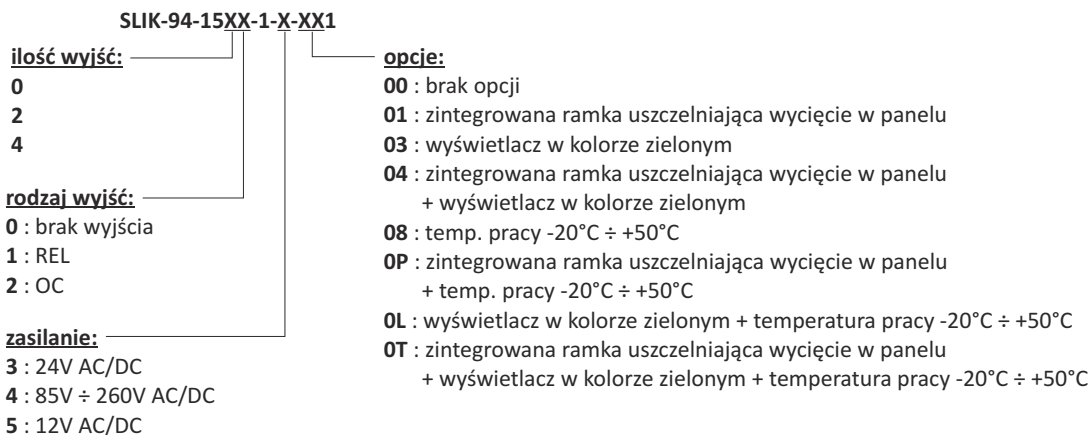 SLIK-94-15XX-1-X-XX1
ilość wyjść:
0
2
4
rodzaj wyjść:
0 : brak wyjścia
1 : REL
2 : OC
zasilanie:
3 : 24V AC/DC
4 : 85V ÷ 260V AC/DC
5 : 12V AC/DC
opcje:
00 : brak opcji
01 : zintegrowana ramka uszczelniająca wycięcie w panelu
03 : wyświetlacz w kolorze zielonym
04 : zintegrowana ramka uszczelniająca wycięcie w panelu
+ wyświetlacz w kolorze zielonym
08 : temp. pracy -20°C ÷ +50°C
0P : zintegrowana ramka uszczelniająca wycięcie w panelu
+ temp. pracy -20°C ÷ +50°C
0L : wyświetlacz w kolorze zielonym + temperatura pracy -20°C ÷ +50°C
0T : zintegrowana ramka uszczelniająca wycięcie w panelu
+ wyświetlacz w kolorze zielonym + temperatura pracy -20°C ÷ +50°C